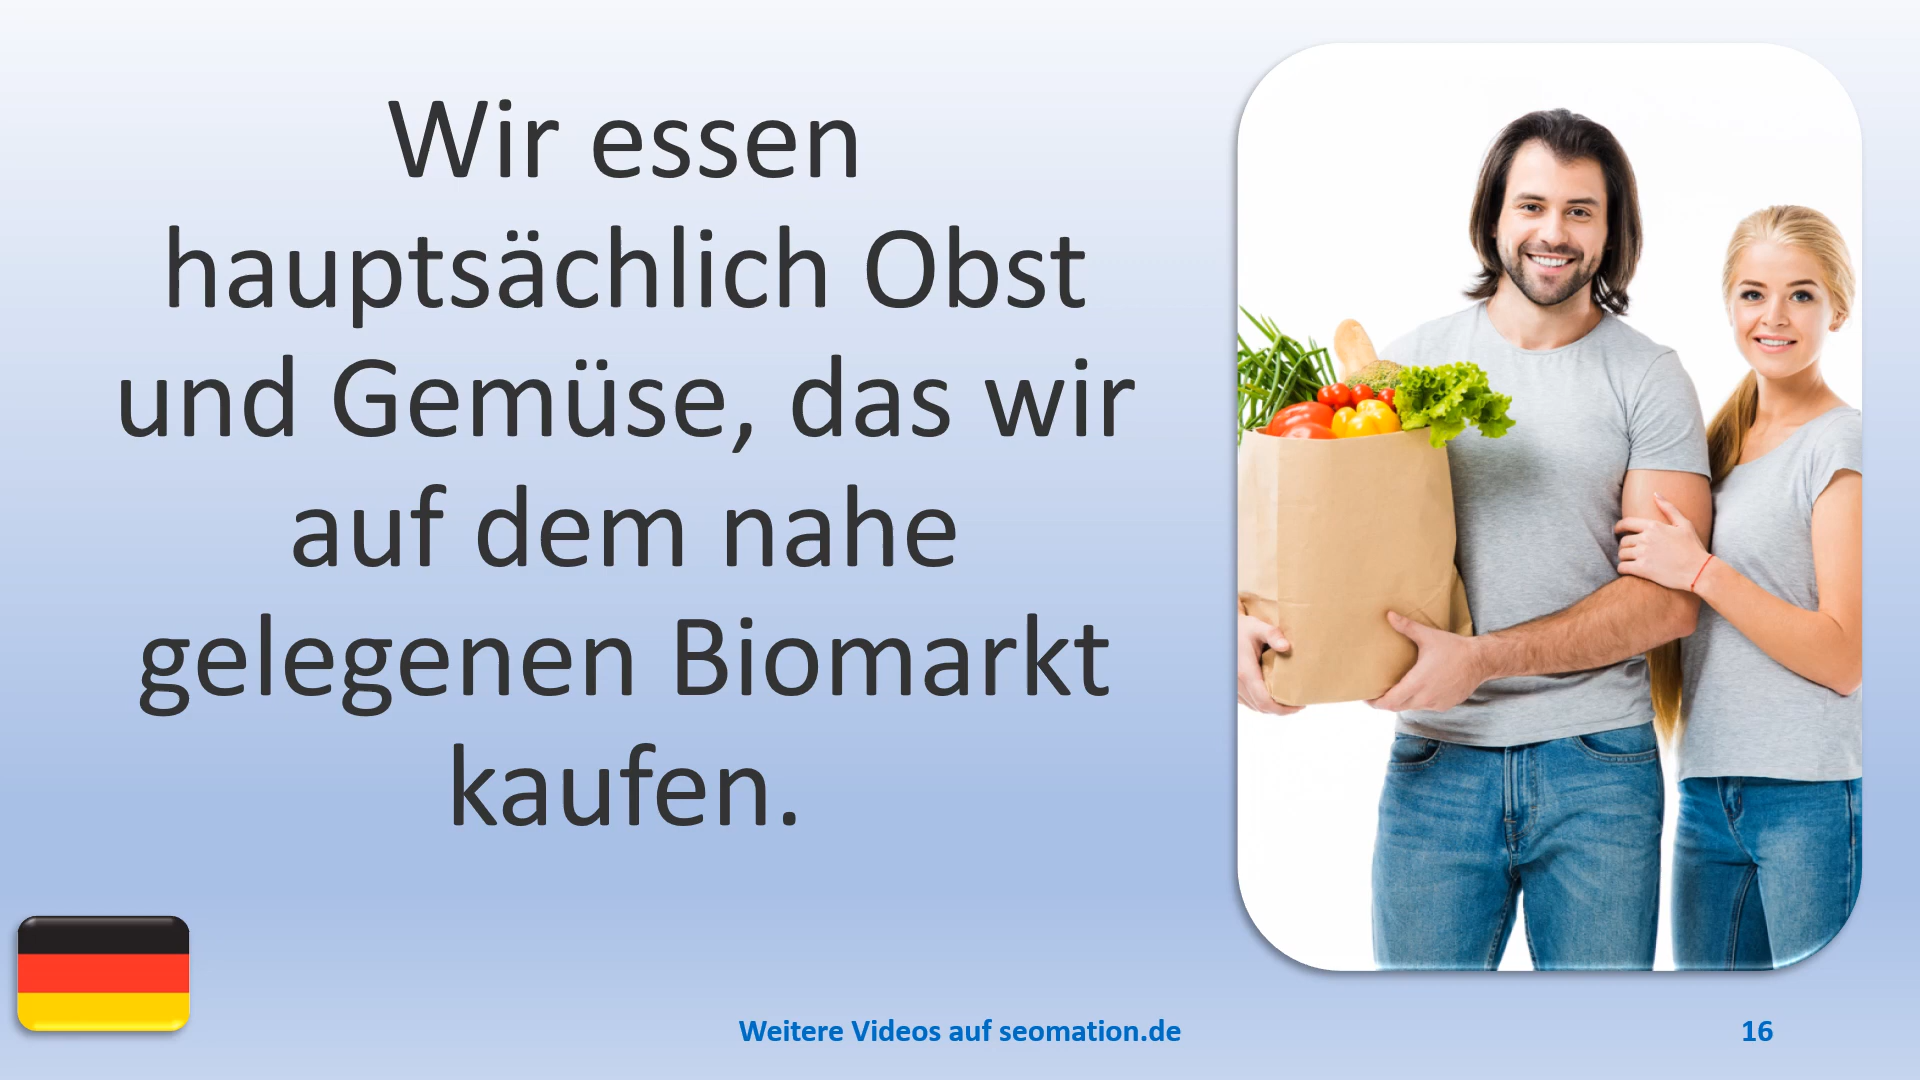 Wir essen
hauptsächlich Obst
und Gemüse, das wir
auf dem nahe
gelegenen Biomarkt
kaufen.
Weitere Videos auf seomation.de
16